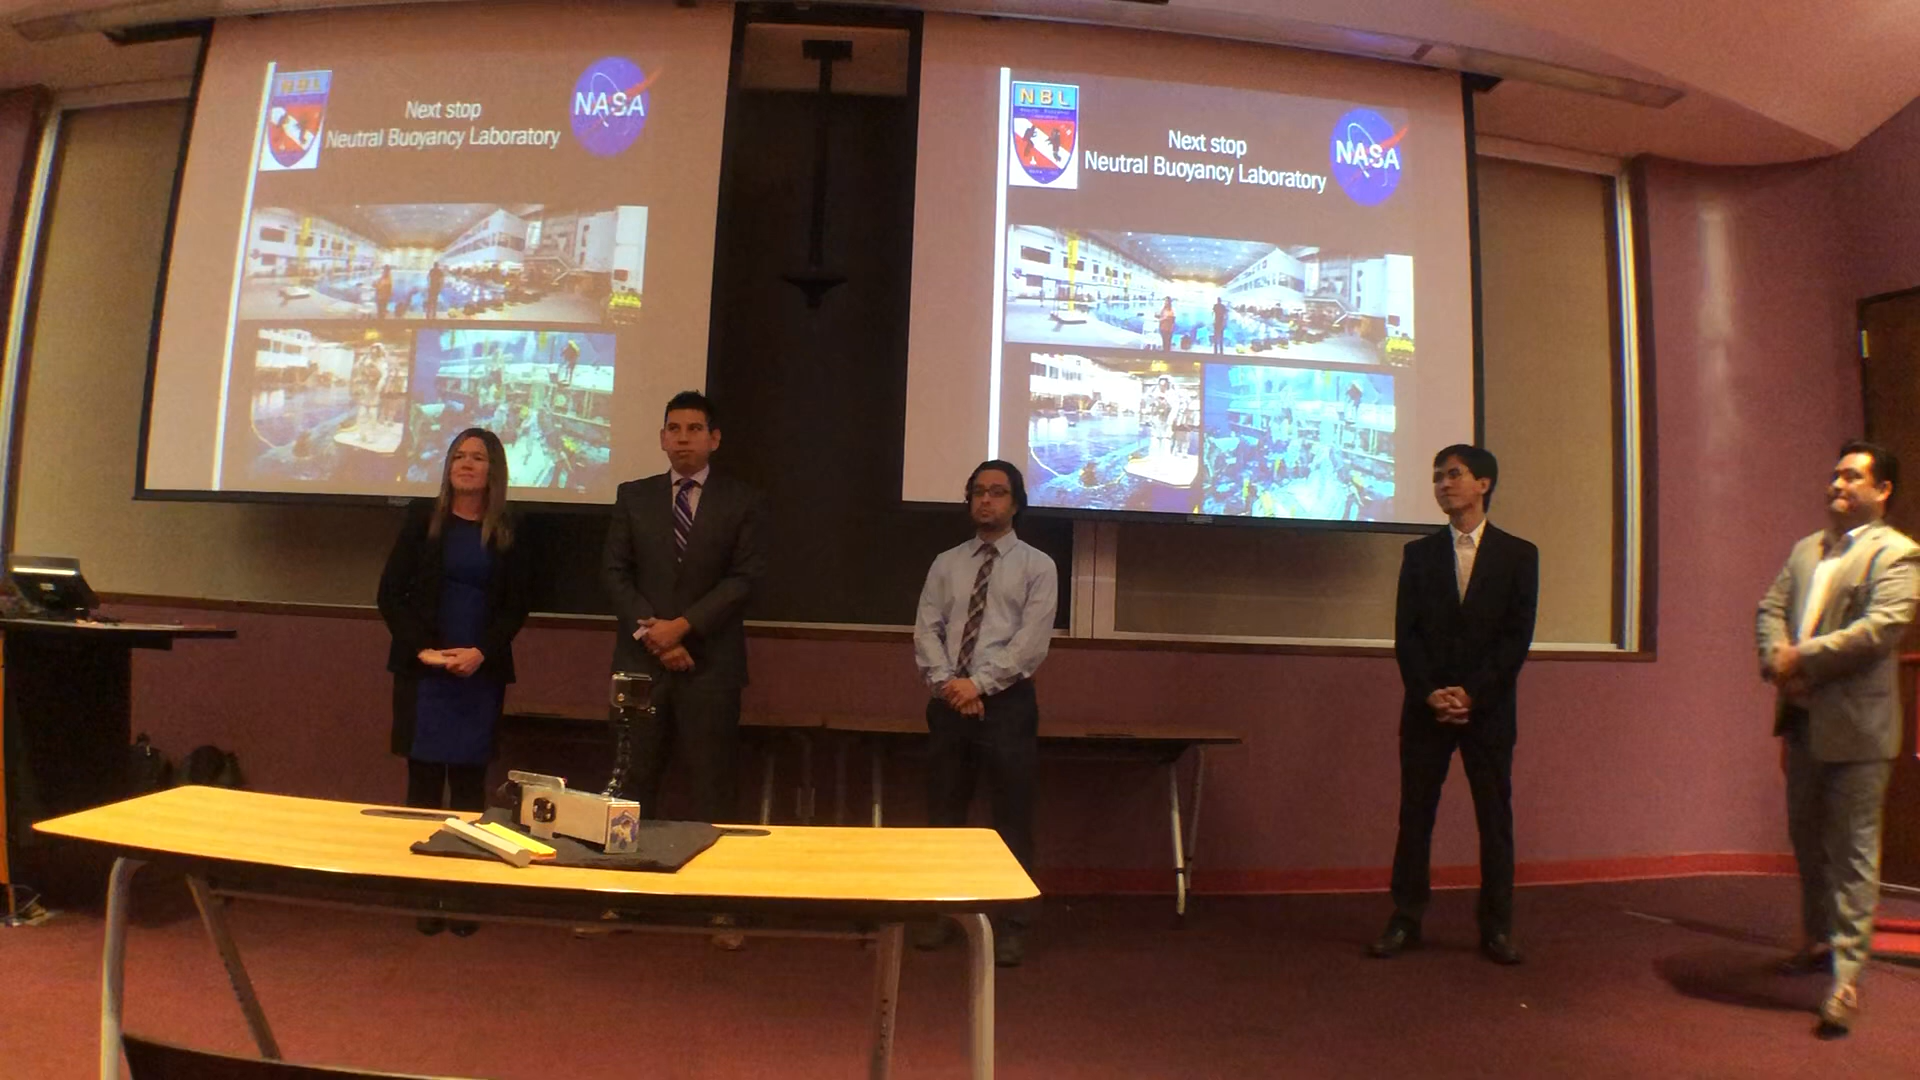 NBL
Next stop
Neutral Buoyancy Laboratory
NASA
NBL
Next stop
Neutral Buoyancy Laboratory
NASA